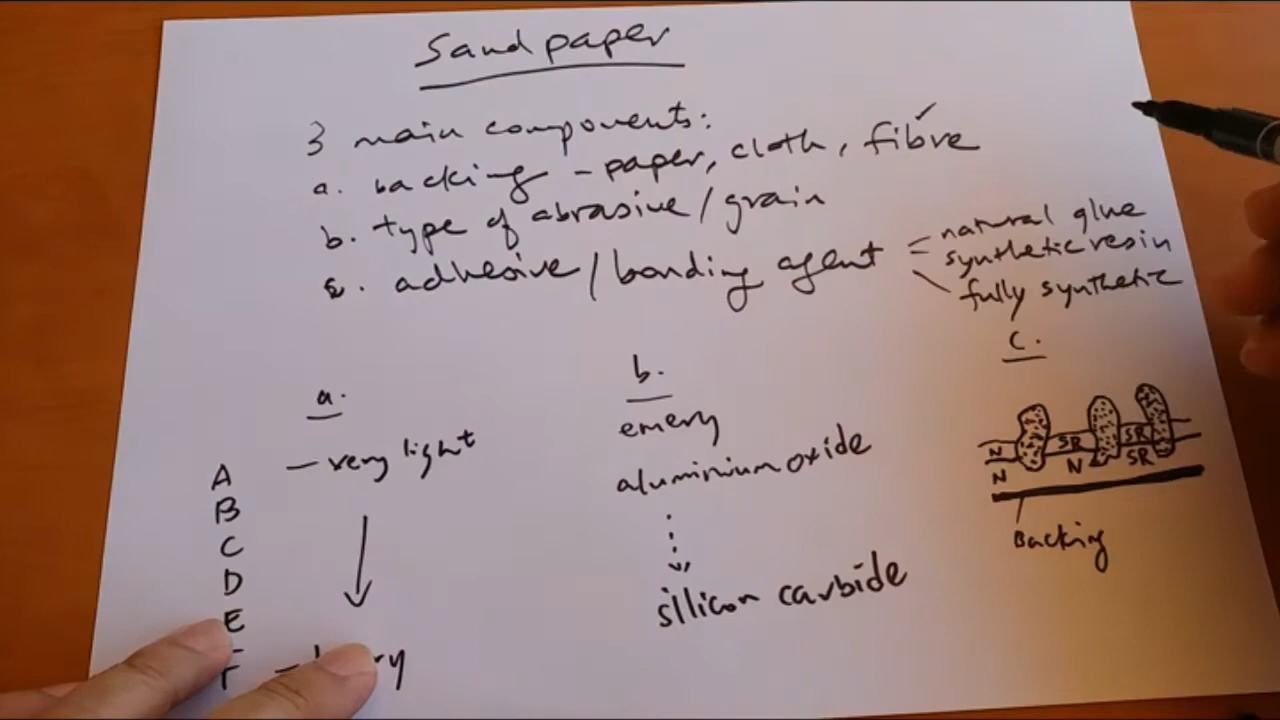 Sandpaper
3 main components:
a. backing - paper, cloth, fibre
b. type of abrasive/grain
c. adhesive/bonding agent
natural glue
synthetic resin
fully synthetic
a.
A - very light
B
C
D
E
F -
b.
emery
aluminium oxide
silicon carbide
c.
N SR SR
N N SR
Backing